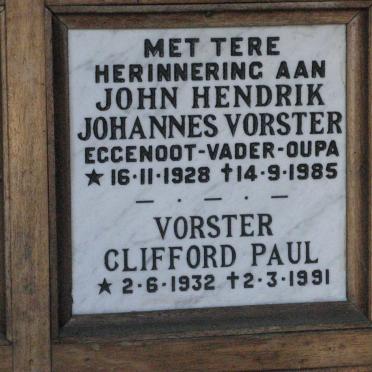 MET TERE
HERINNERING AAN
JOHN HENDRIK
JOHANNES VORSTER
EGGENOOT-VADER-OUPA
★ 16·11·1928 †14·9·1985
— · — · —
VORSTER
CLIFFORD PAUL
★ 2·6·1932 †2·3·1991